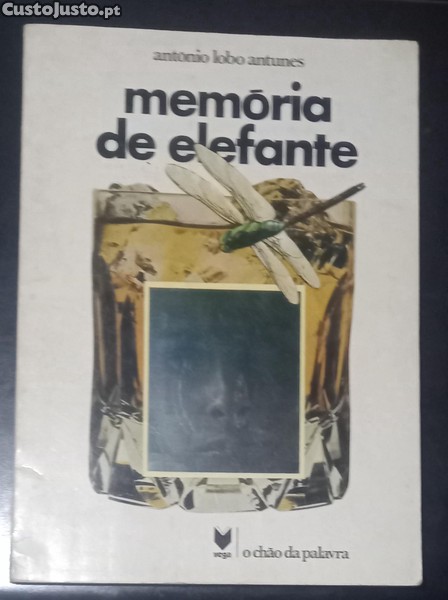 CustoJusto.pt
antónio lobo antunes
memória
de elefante
vega
o chão da palavra